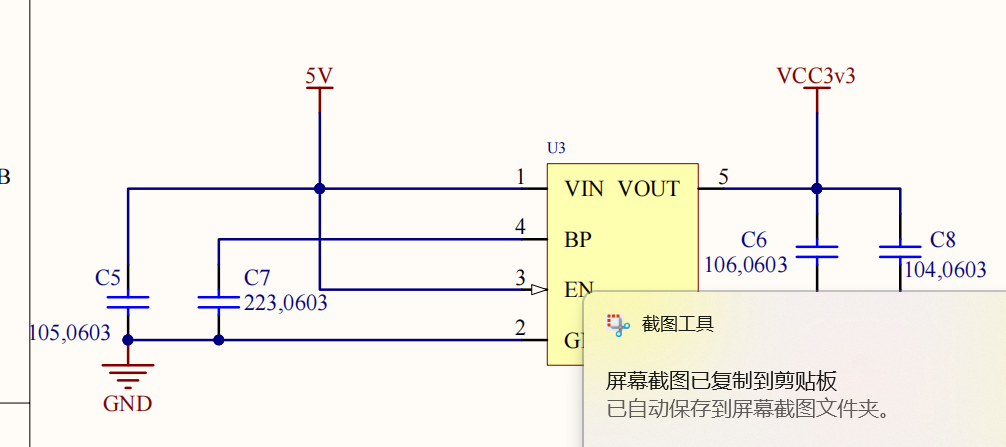 5V
VCC3v3
U3
B
1
VIN VOUT
5
4
BP
C6
C8
106,0603
104,0603
C5
C7
3
EN
223,0603
105,0603
2
G
GND
截图工具
屏幕截图已复制到剪贴板
已自动保存到屏幕截图文件夹。